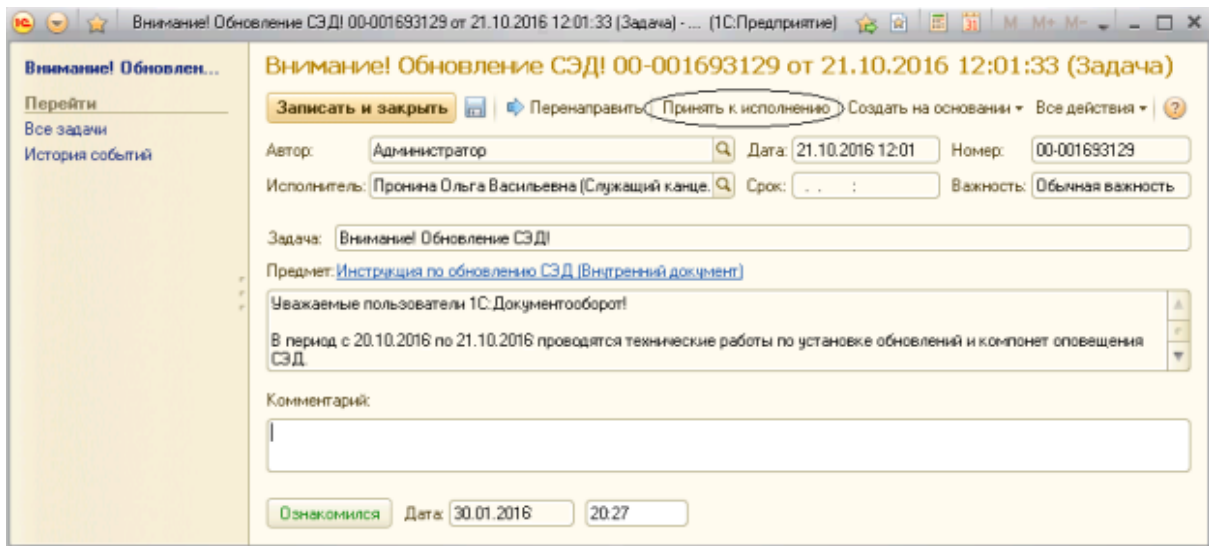 Внимание! Обновление СЭД! 00-001693129 от 21.10.2016 12:01:33 (Задача) -... (1С:Предприятие) M M+ M-
Внимание! Обновлен...
Внимание! Обновление СЭД! 00-001693129 от 21.10.2016 12:01:33 (Задача)
Перейти
Все задачи
История событий
Записать и закрыть Перенаправить Принять к исполнению Создать на основании Все действия ?
Автор: Администратор Дата: 21.10.2016 12:01 Номер: 00-001693129
Исполнитель: Пронина Ольга Васильевна (Служащий канце. Срок: . . : Важность: Обычная важность
Задача: Внимание! Обновление СЭД!
Предмет: Инструкция по обновлению СЭД (Внутренний документ)
Уважаемые пользователи 1С:Документооборот!
В период с 20.10.2016 по 21.10.2016 проводятся технические работы по установке обновлений и компонет оповещения
СЭД.
Комментарий:
Ознакомился Дата: 30.01.2016 20:27